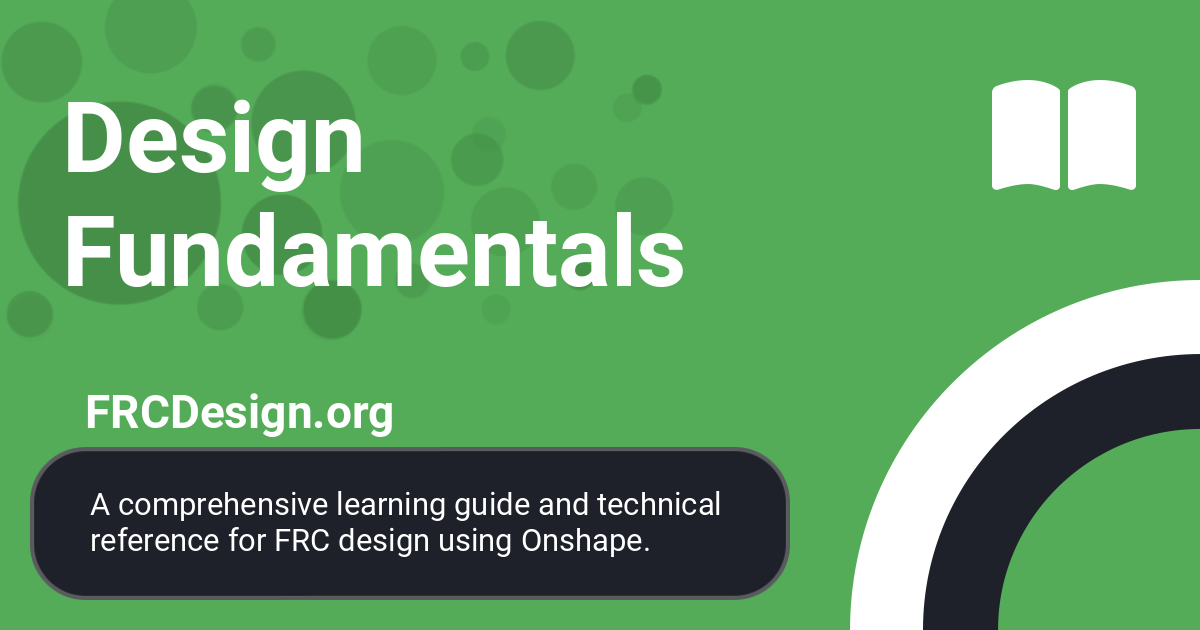 Design
Fundamentals
FRCDesign.org
A comprehensive learning guide and technical
reference for FRC design using Onshape.